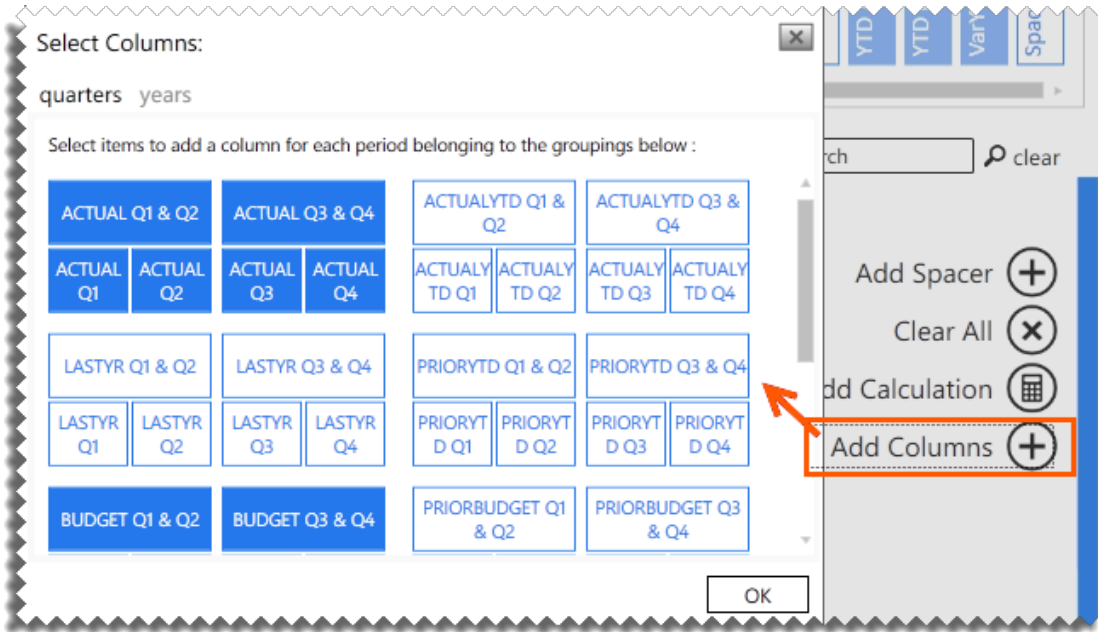 Select Columns:
quarters years
Select items to add a column for each period belonging to the groupings below :
ACTUAL Q1 & Q2
ACTUAL Q3 & Q4
ACTUALYTD Q1 &
Q2
ACTUALYTD Q3 &
Q4
ACTUAL
Q1
ACTUAL
Q2
ACTUAL
Q3
ACTUAL
Q4
ACTUALY
TD Q1
ACTUALY
TD Q2
ACTUALY
TD Q3
ACTUALY
TD Q4
LASTYR Q1 & Q2
LASTYR Q3 & Q4
PRIORYTD Q1 & Q2
PRIORYTD Q3 & Q4
LASTYR
Q1
LASTYR
Q2
LASTYR
Q3
LASTYR
Q4
PRIORYT
D Q1
PRIORYT
D Q2
PRIORYT
D Q3
PRIORYT
D Q4
BUDGET Q1 & Q2
BUDGET Q3 & Q4
PRIORBUDGET Q1
& Q2
PRIORBUDGET Q3
& Q4
OK
YTD
YTD
VarY
Spac
rch
clear
Add Spacer
Clear All
dd Calculation
Add Columns